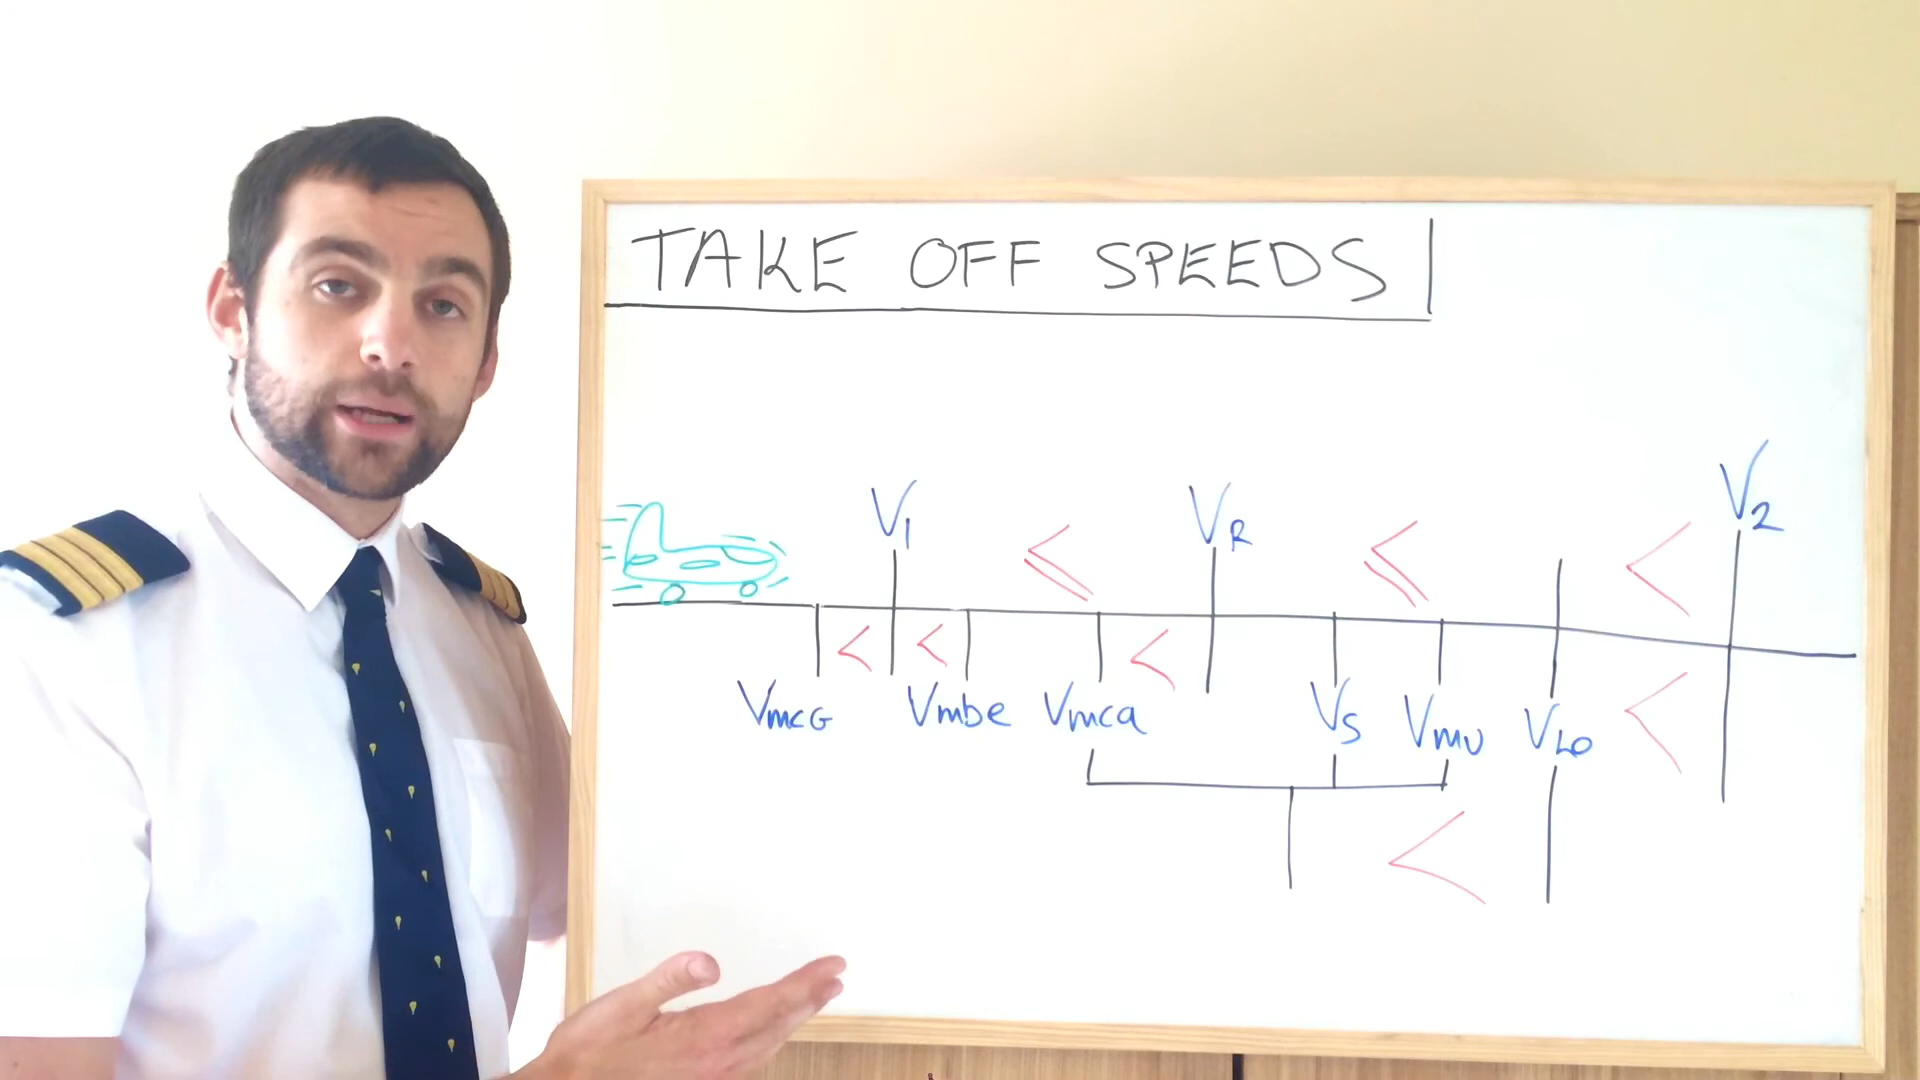 TAKE OFF SPEEDS
V1 ≤ VR ≤ < V2
< < <
VmcG Vmbe Vmca Vs Vmu VLO <
<